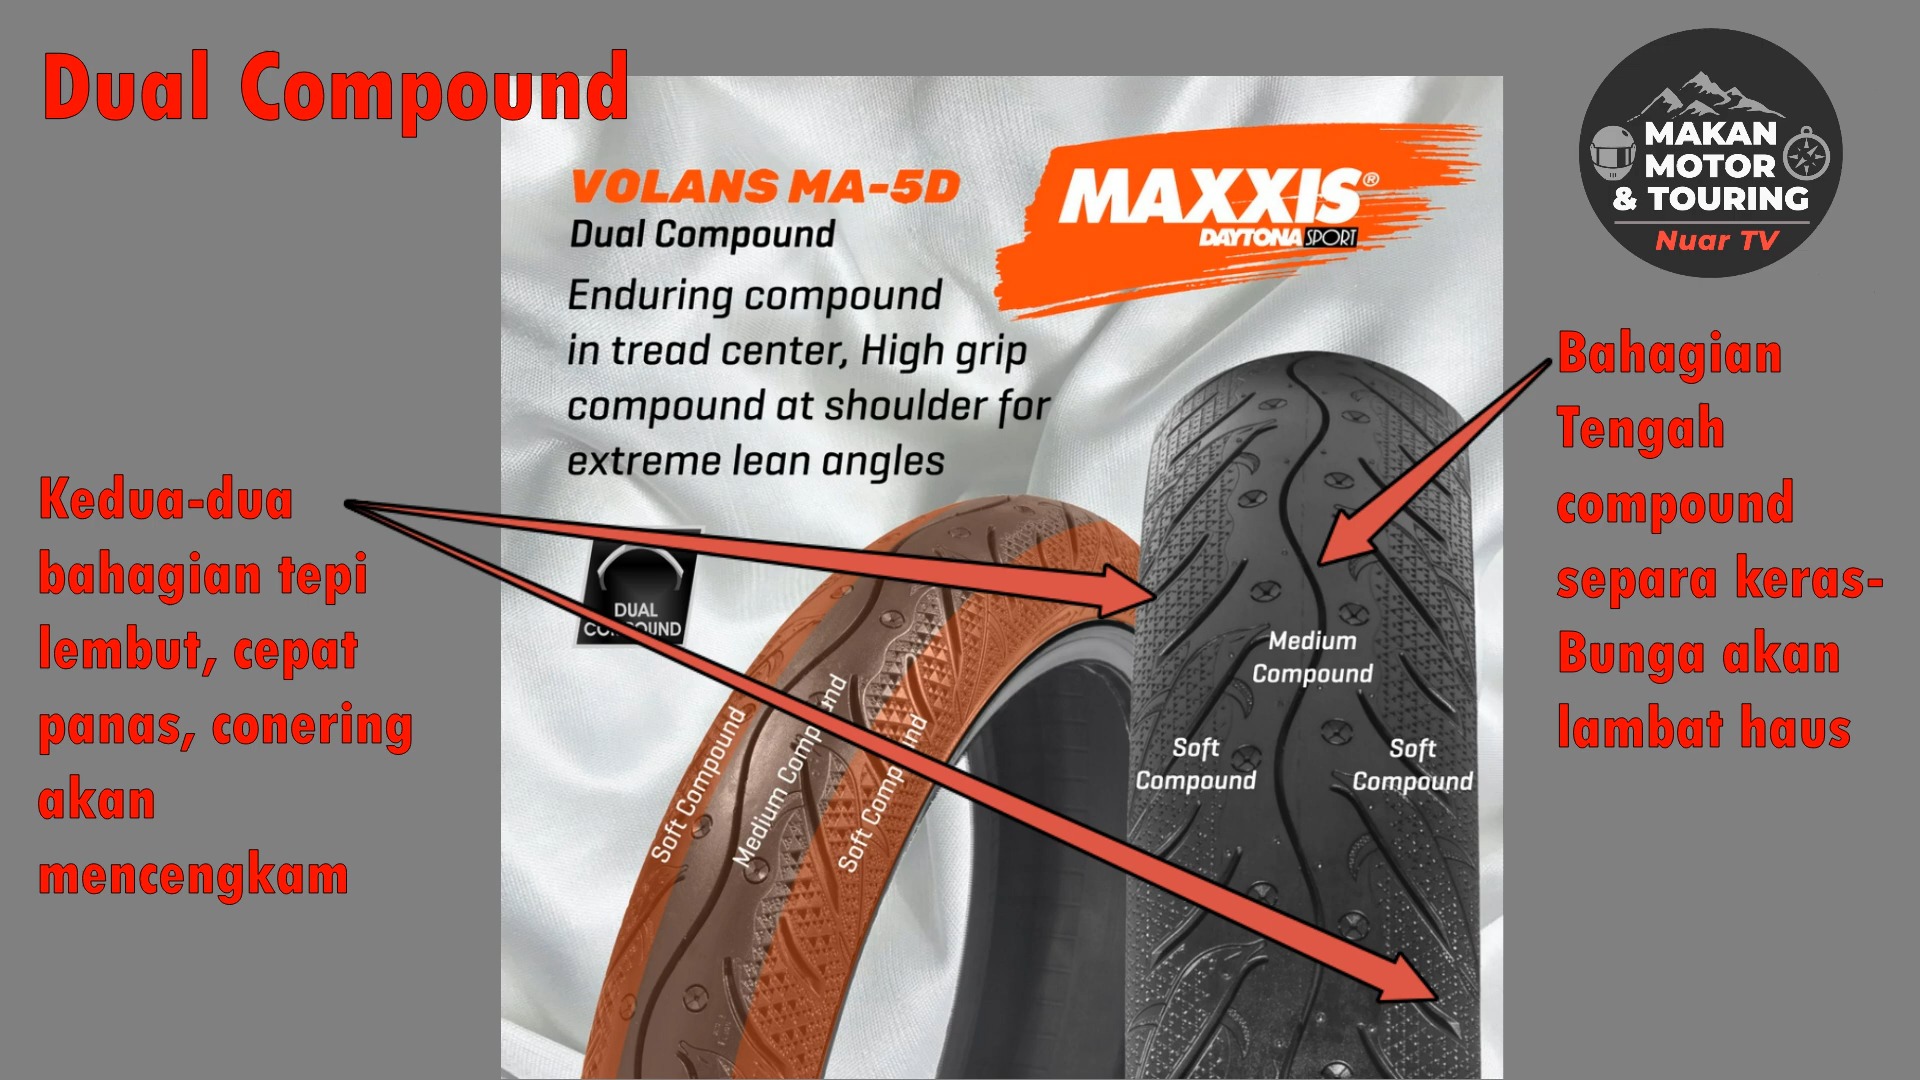 Dual Compound
MAKAN
MOTOR
& TOURING
Nuar TV
VOLANS MA-5D
Dual Compound
MAXXIS®
DAYTONA SPORT
Enduring compound
in tread center, High grip
compound at shoulder for
extreme lean angles
Kedua-dua
bahagian tepi
lembut, cepat
panas, conering
akan
mencengkam
DUAL
COMPOUND
Soft Compound
Medium Compound
Soft Compound
Medium
Compound
Soft
Compound
Soft
Compound
Bahagian
Tengah
compound
separa keras-
Bunga akan
lambat haus